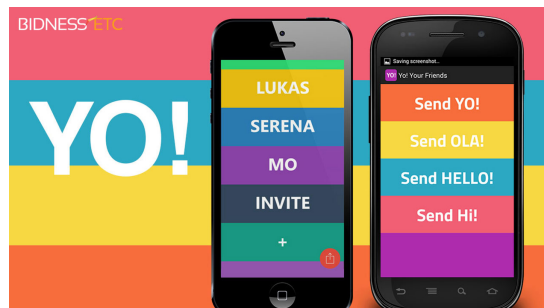 BIDNESS ETC
YO!
LUKAS
SERENA
MO
INVITE
+
Saving screenshot...
YO! Yo! Your Friends
Send YO!
Send OLA!
Send HELLO!
Send Hi!